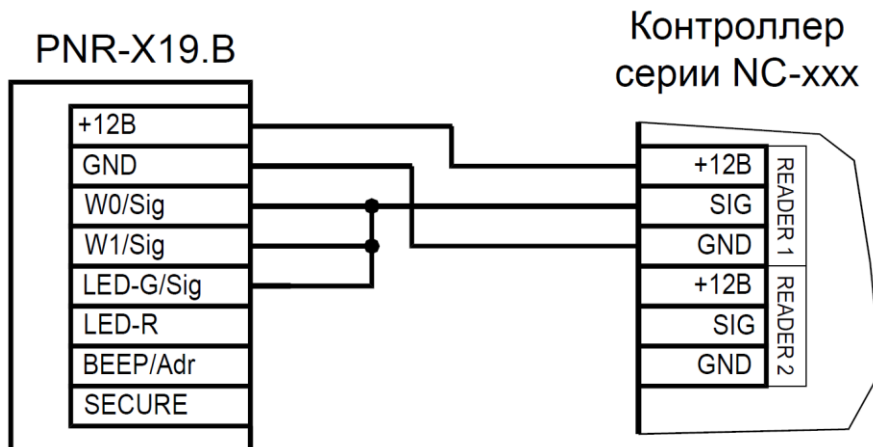 PNR-X19.B
+12В
GND
W0/Sig
W1/Sig
LED-G/Sig
LED-R
BEEP/Adr
SECURE
Контроллер
серии NC-xxx
+12В
SIG
GND
READER 1
+12В
SIG
GND
READER 2